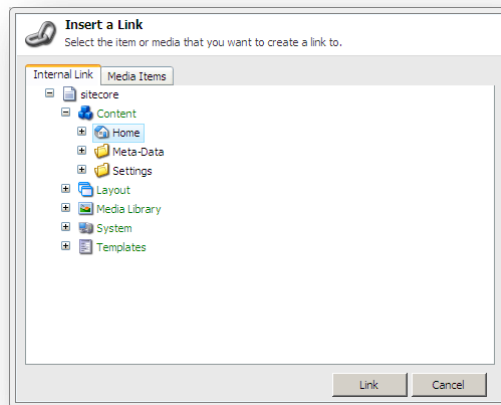 Insert a Link
Select the item or media that you want to create a link to.
Internal Link Media Items
sitecore
Content
Home
Meta-Data
Settings
Layout
Media Library
System
Templates
Link Cancel